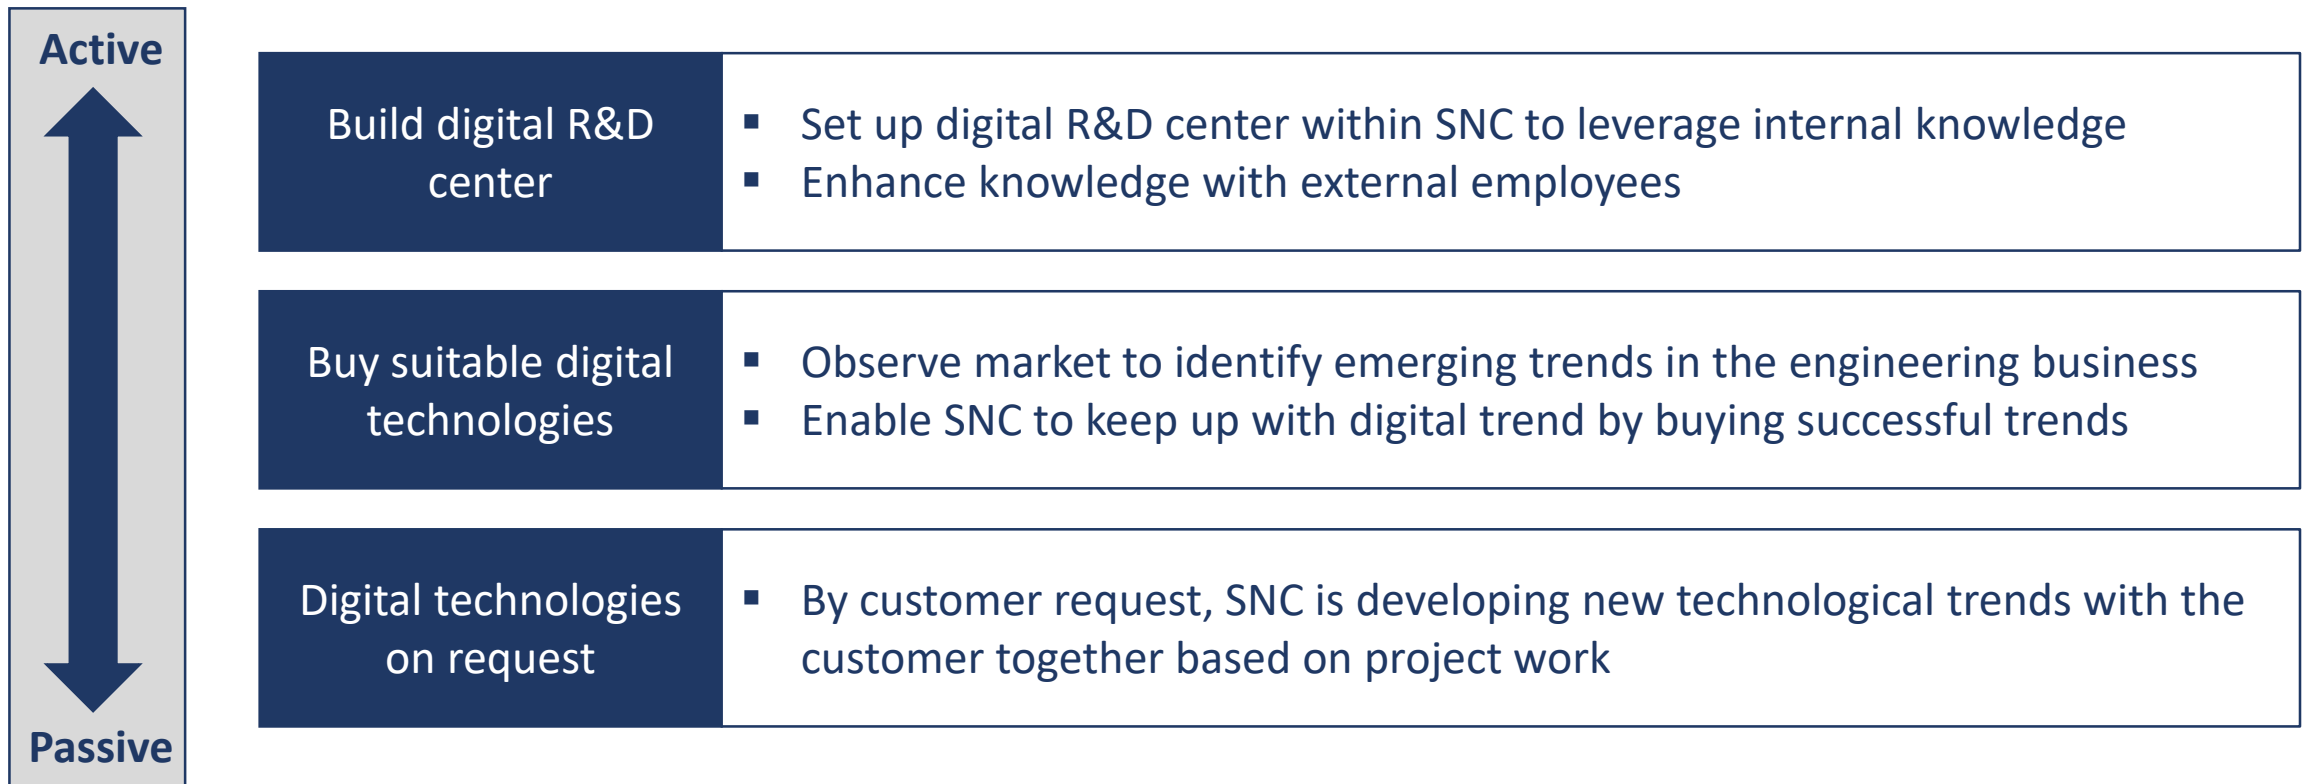 Active
Build digital R&D
center
▪ Set up digital R&D center within SNC to leverage internal knowledge
▪ Enhance knowledge with external employees
Buy suitable digital
technologies
▪ Observe market to identify emerging trends in the engineering business
▪ Enable SNC to keep up with digital trend by buying successful trends
Digital technologies
on request
▪ By customer request, SNC is developing new technological trends with the
customer together based on project work
Passive